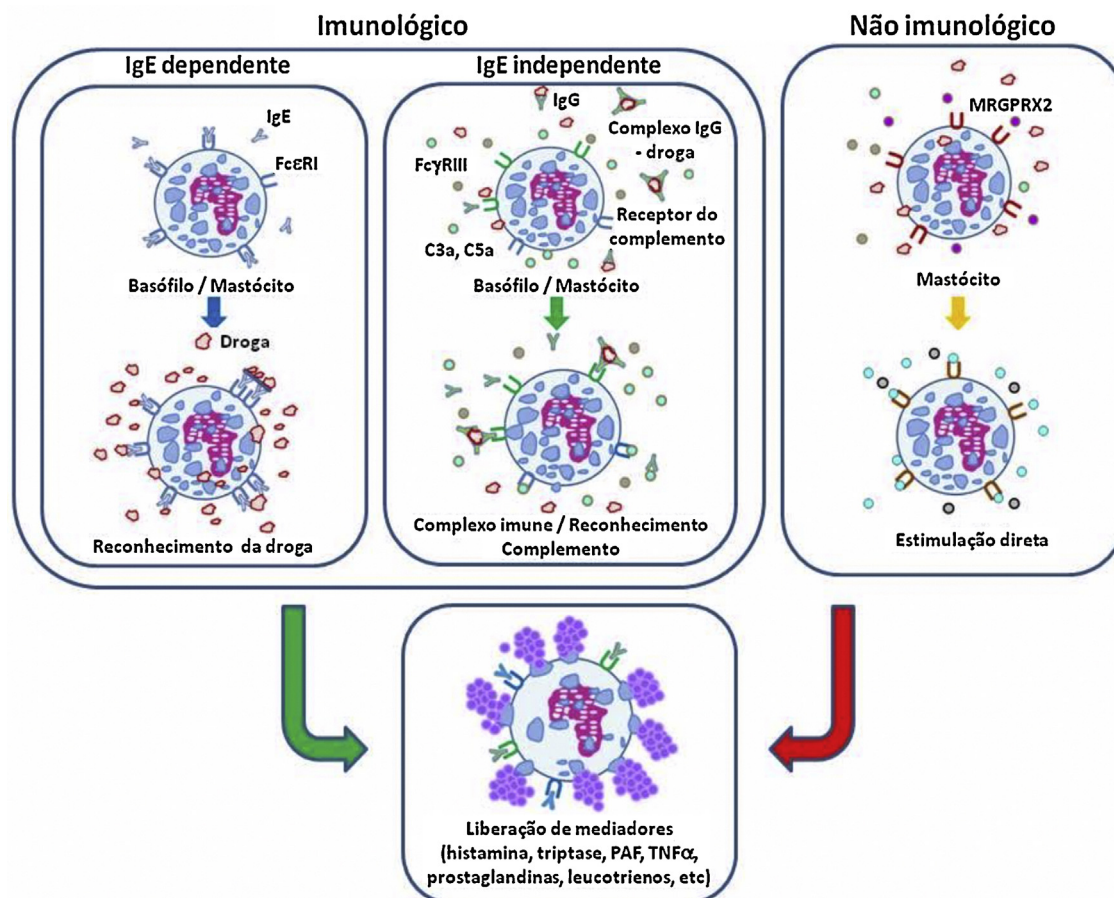 Imunológico
Não imunológico
IgE dependente
IgE independente
IgE
FcεRI
Basófilo / Mastócito
Droga
Reconhecimento da droga
IgG
Complexo IgG
- droga
FcγRIII
Receptor do
complemento
C3a, C5a
Basófilo / Mastócito
Complexo imune / Reconhecimento
Complemento
MRGPRX2
Mastócito
Estimulação direta
Liberação de mediadores
(histamina, triptase, PAF, TNFα,
prostaglandinas, leucotrienos, etc)